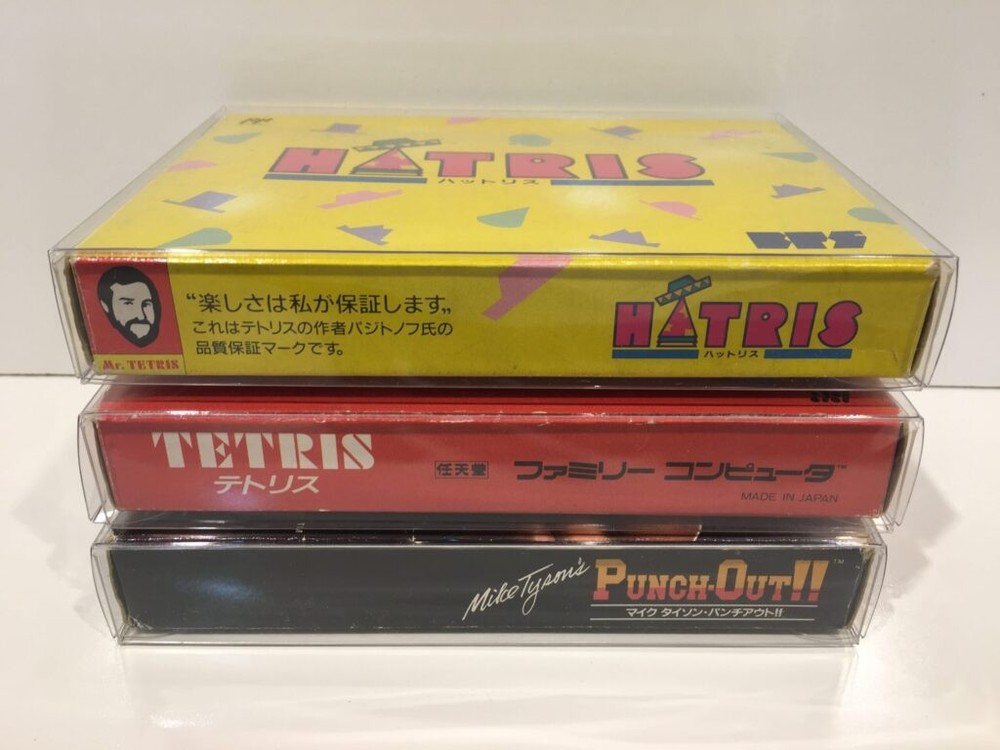 HATRIS
ハットリス
BPS
Mr. TETRIS
“楽しさは私が保証します„
これはテトリスの作者パジトノフ氏の
品質保証マークです。
HATRIS
ハットリス
TETRIS
テトリス
任天堂
ファミリー コンピュータ™
MADE IN JAPAN
Mike Tyson's
PUNCH-OUT!!™
マイク タイソン・パンチアウト!!